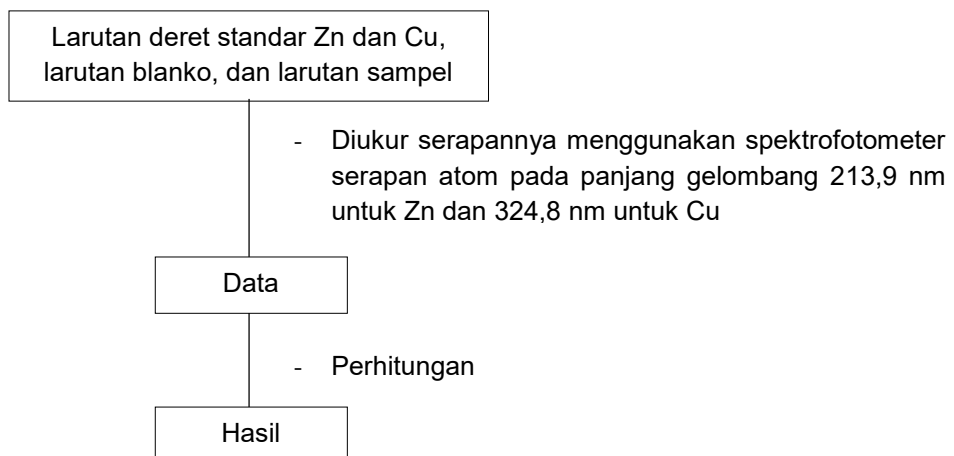 Larutan deret standar Zn dan Cu,
larutan blanko, dan larutan sampel
- Diukur serapannya menggunakan spektrofotometer
serapan atom pada panjang gelombang 213,9 nm
untuk Zn dan 324,8 nm untuk Cu
Data
- Perhitungan
Hasil